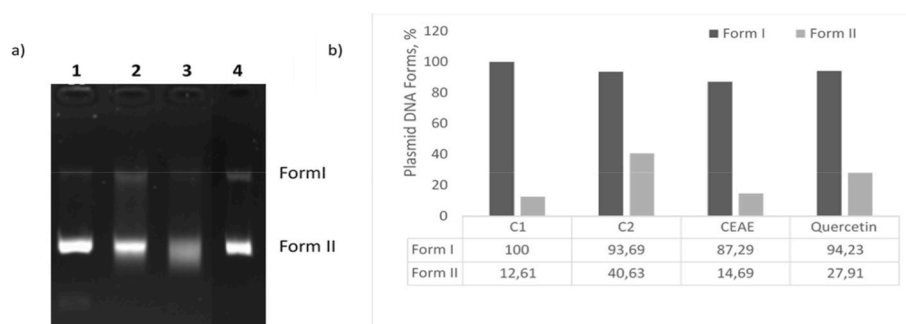 a)
1 2 3 4
FormI
Form II
b)
Form I Form II
Plasmid DNA Forms, %
120
100
80
60
40
20
0
C1 C2 CEAE Quercetin
Form I 100 93,69 87,29 94,23
Form II 12,61 40,63 14,69 27,91